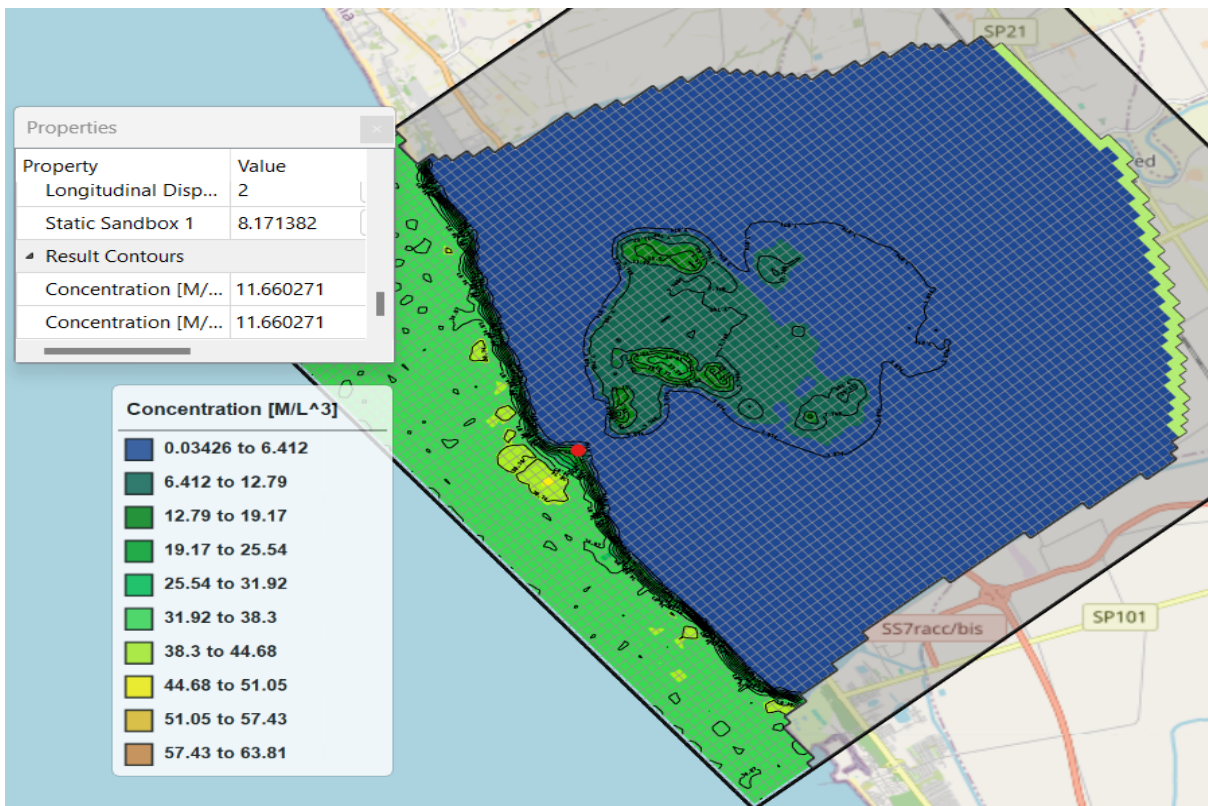 SP21
Properties
Property Value
Longitudinal Disp... 2
Static Sandbox 1 8.171382
Result Contours
Concentration [M/... 11.660271
Concentration [M/... 11.660271
ed
Concentration [M/L^3]
0.03426 to 6.412
6.412 to 12.79
12.79 to 19.17
19.17 to 25.54
25.54 to 31.92
31.92 to 38.3
38.3 to 44.68
44.68 to 51.05
51.05 to 57.43
57.43 to 63.81
SP101
SS7racc/bis